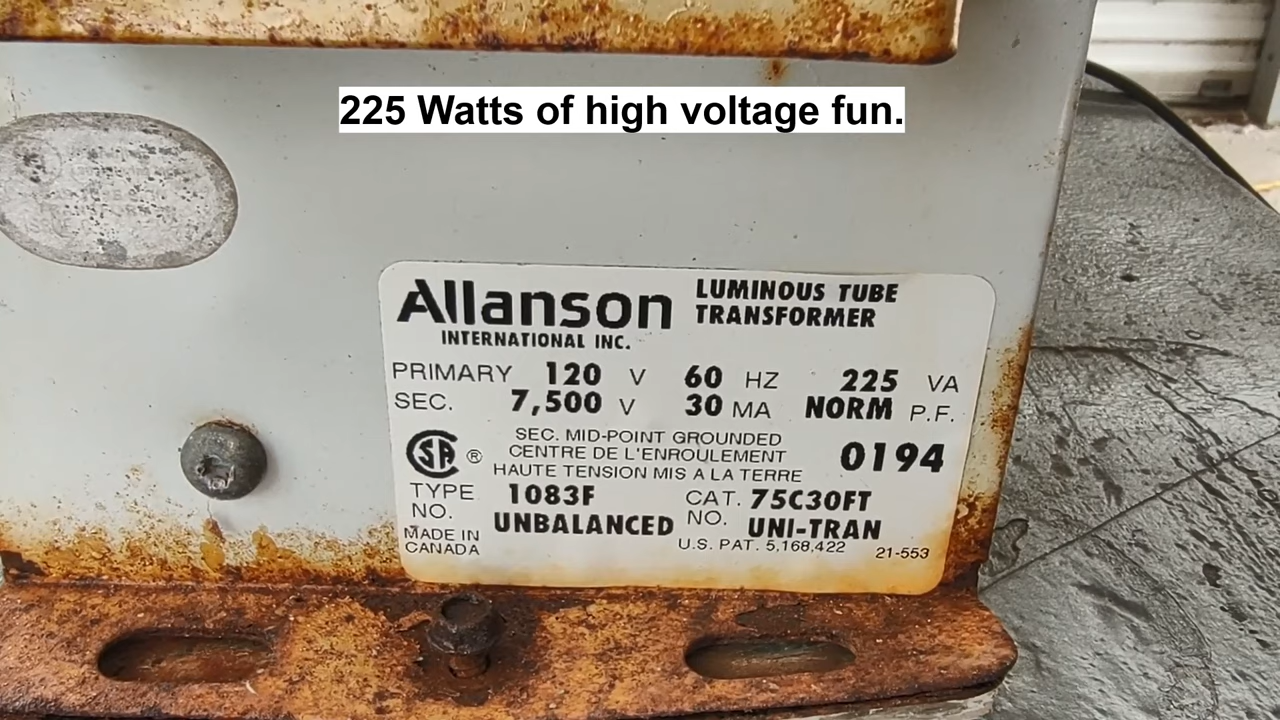 225 Watts of high voltage fun.
Allanson
INTERNATIONAL INC.
LUMINOUS TUBE
TRANSFORMER
PRIMARY 120 V 60 HZ 225 VA
SEC. 7,500 V 30 MA NORM P.F.
CSA ®
SEC. MID-POINT GROUNDED
CENTRE DE L'ENROULEMENT
HAUTE TENSION MIS A LA TERRE
0194
TYPE NO. 1083F
UNBALANCED
CAT. NO. 75C30FT
UNI-TRAN
MADE IN
CANADA
U.S. PAT. 5,168,422 21-553